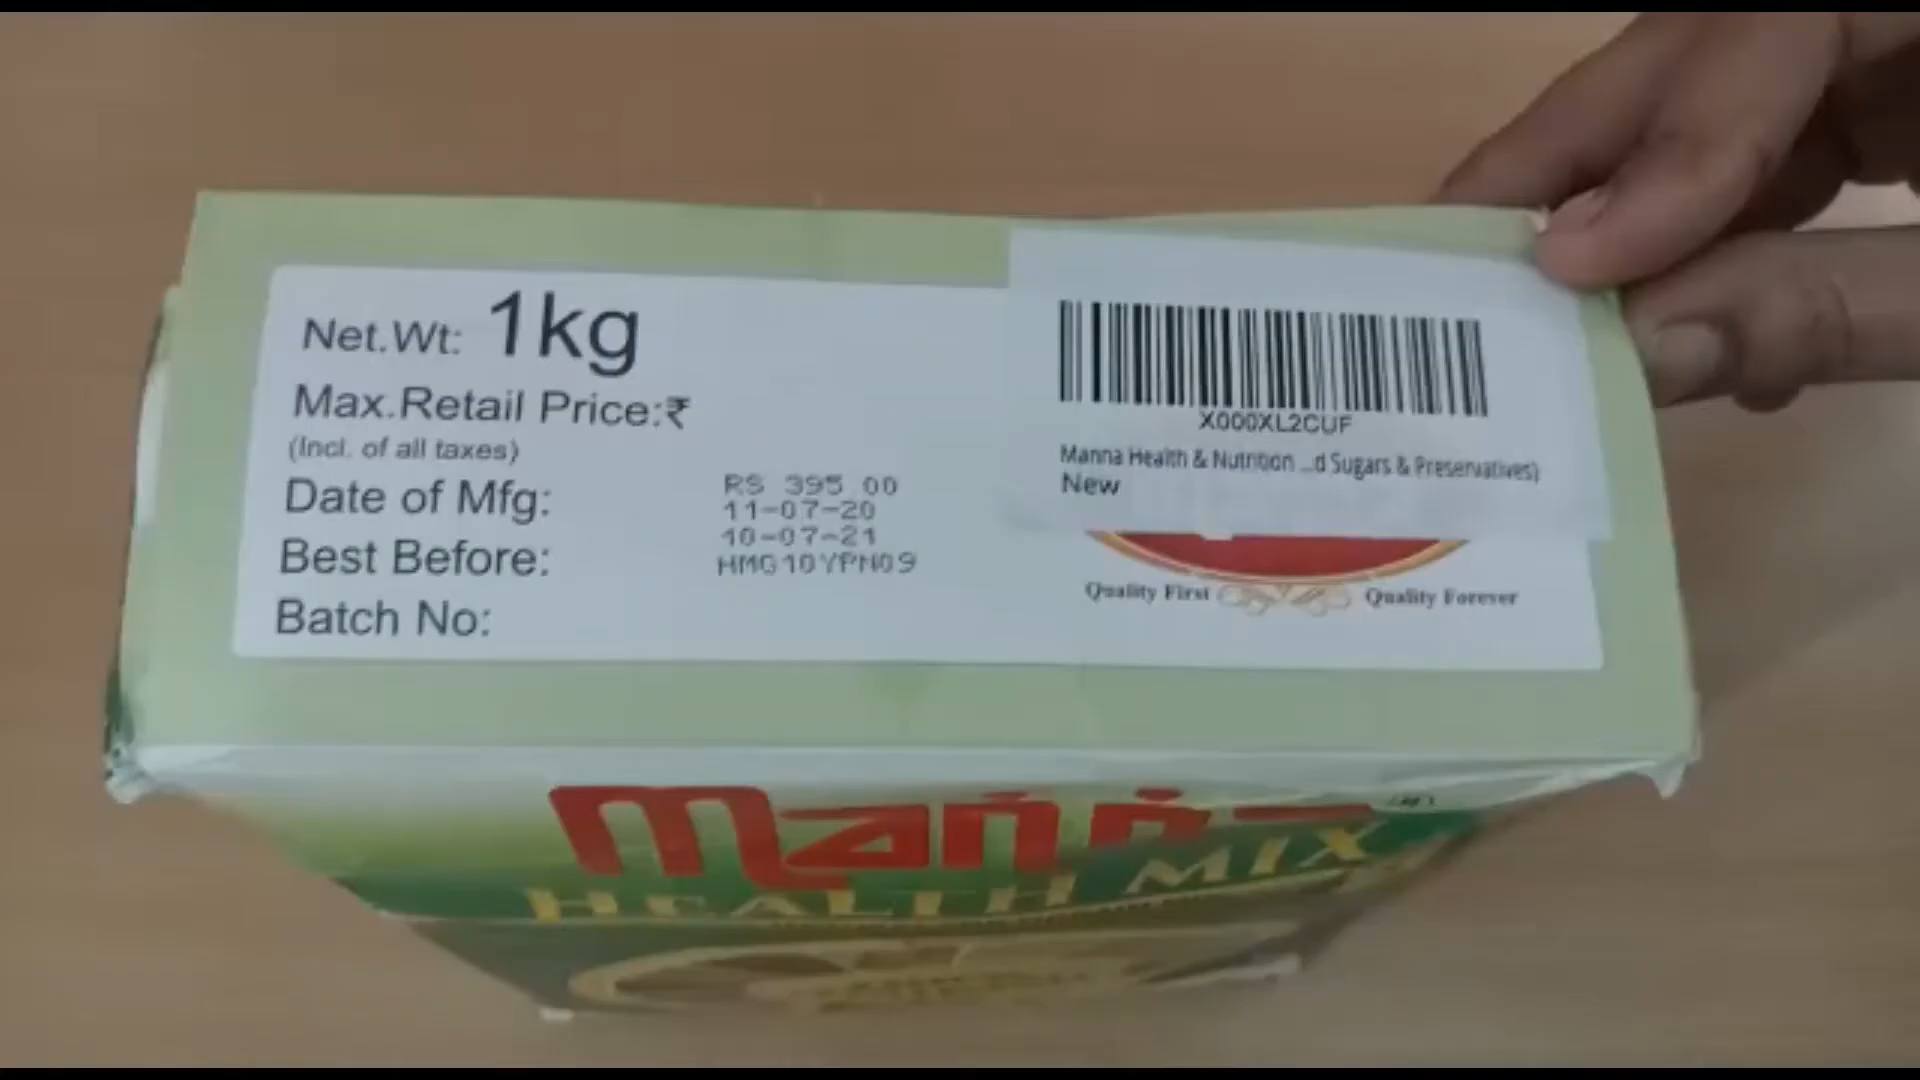 Net.Wt: 1kg
Max.Retail Price:₹
(Incl. of all taxes)
Date of Mfg:
Best Before:
Batch No:
RS 395.00
11-07-20
10-07-21
HMG10YPN09
X000XL2CUF
Manna Health & Nutrition ...d Sugars & Preservatives)
New
Quality First Quality Forever
manna
HEALTH MIX